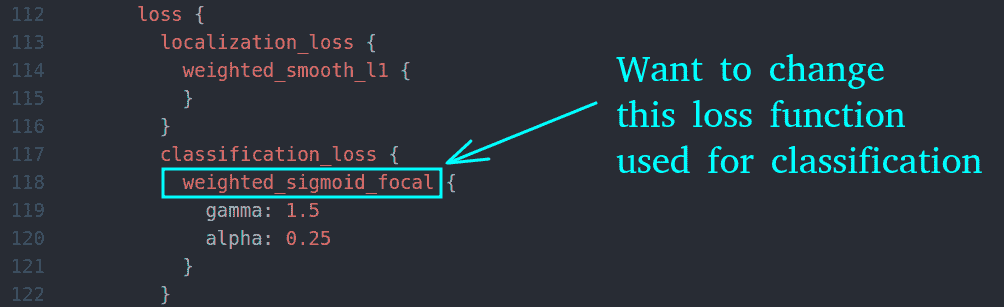 112 loss {
113 localization_loss {
114 weighted_smooth_l1 {
115 }
116 }
117 classification_loss {
118 weighted_sigmoid_focal {
119 gamma: 1.5
120 alpha: 0.25
121 }
122 }
Want to change
this loss function
used for classification